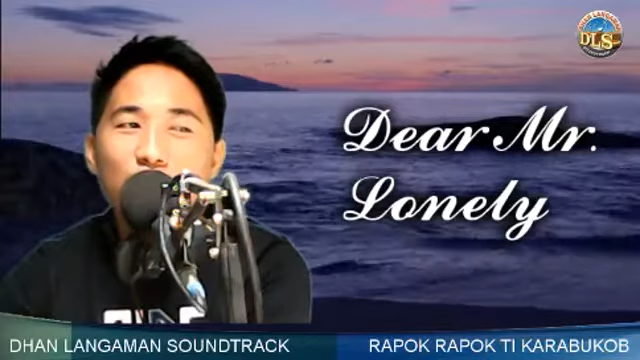 DLS
Dear Mr.
Lonely
DHAN LANGAMAN SOUNDTRACK
RAPOK RAPOK TI KARABUKOB